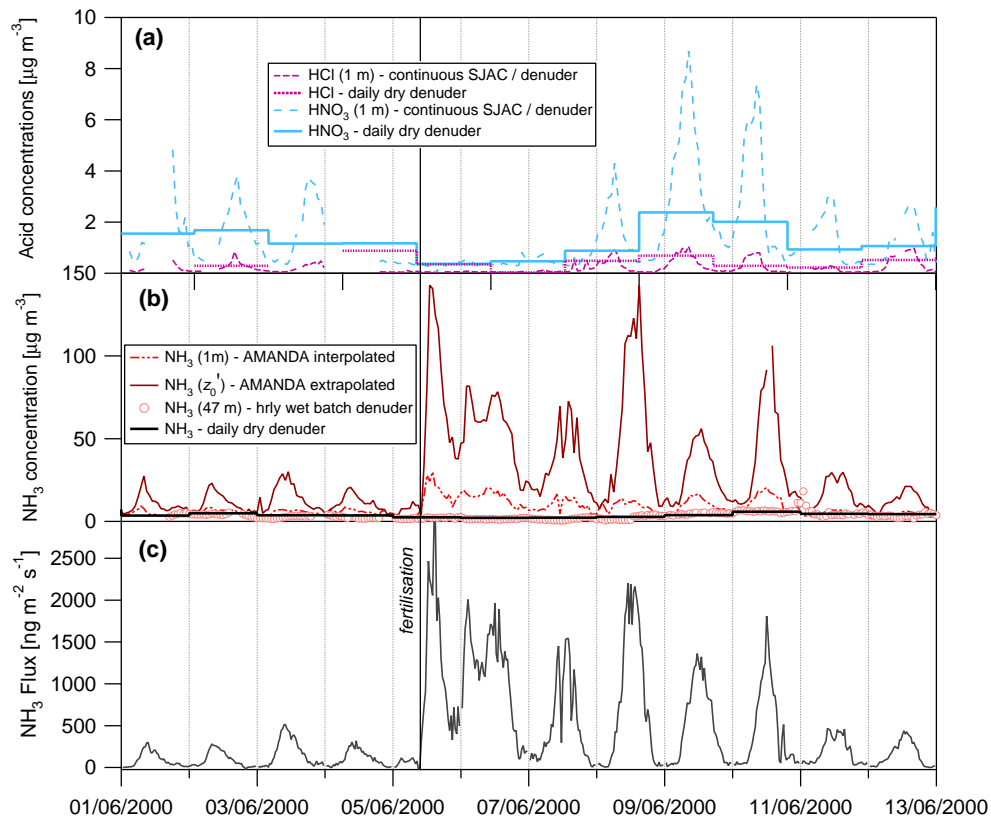 (a)
Acid concentrations [µg m⁻³]
10
8
6
4
2
HCl (1 m) - continuous SJAC / denuder
HCl - daily dry denuder
HNO₃ (1 m) - continuous SJAC / denuder
HNO₃ - daily dry denuder
(b)
NH₃ concentration [µg m⁻³]
150
100
50
0
NH₃ (1m) - AMANDA interpolated
NH₃ (z₀') - AMANDA extrapolated
NH₃ (47 m) - hrly wet batch denuder
NH₃ - daily dry denuder
(c)
NH₃ Flux [ng m⁻² s⁻¹]
2500
2000
1500
1000
500
0
fertilisation
01/06/2000
03/06/2000
05/06/2000
07/06/2000
09/06/2000
11/06/2000
13/06/2000